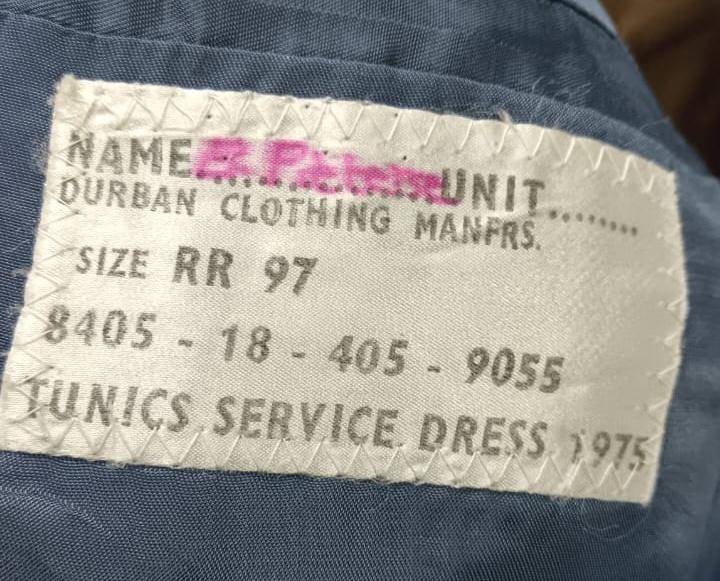 NAME..................UNIT........
DURBAN CLOTHING MANFRS.
SIZE RR 97
8405 - 18 - 405 - 9055
TUNICS SERVICE DRESS 1975